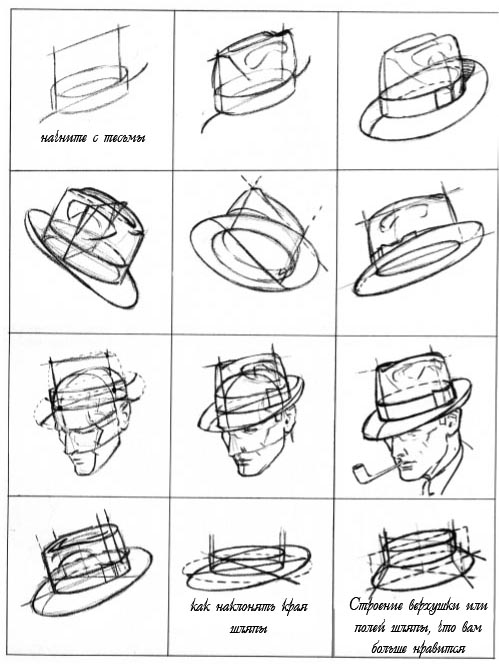 начните с тесьмы
как наклонять края
шляпы
Строение верхушки или
полей шляпы, что вам
больше нравится